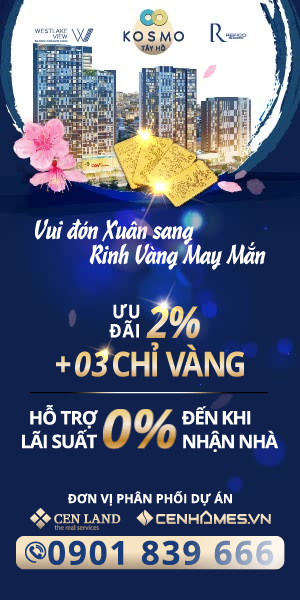 WESTLAKE VIEW
KOSMO
TÂY HỒ
R
REFICO
Vui đón Xuân sang
Rinh Vàng May Mắn
ƯU ĐÃI 2%
+ 03 CHỈ VÀNG
HỖ TRỢ LÃI SUẤT 0% ĐẾN KHI NHẬN NHÀ
ĐƠN VỊ PHÂN PHỐI DỰ ÁN
CEN LAND
the real services
CENHOMES.VN
0901 839 666